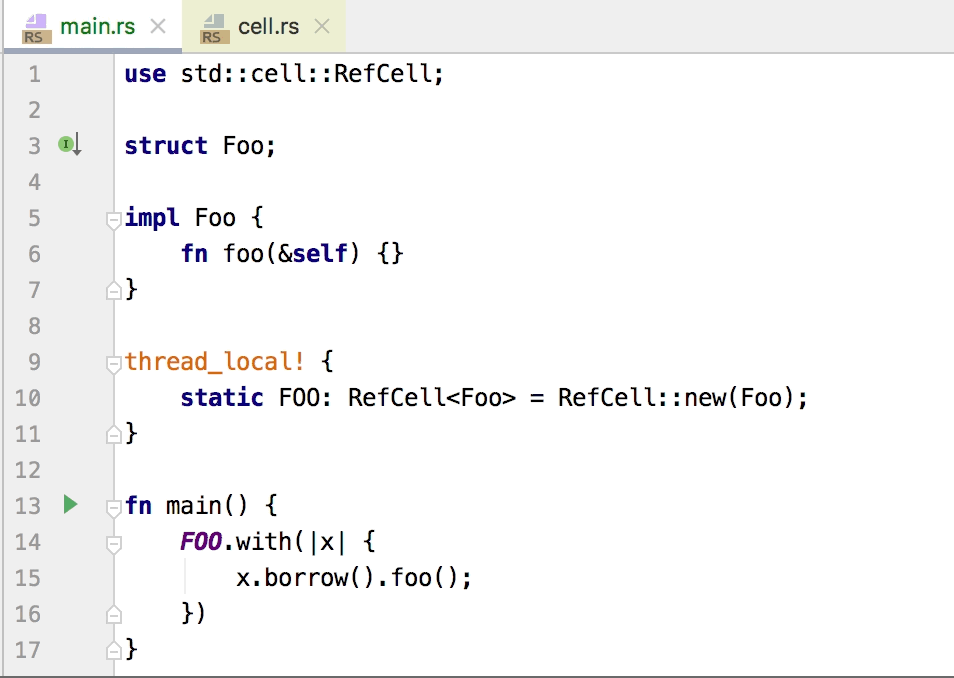 RS main.rs × RS cell.rs ×
1 use std::cell::RefCell;
2
3 I struct Foo;
4
5 impl Foo {
6     fn foo(&self) {}
7 }
8
9 thread_local! {
10     static FOO: RefCell<Foo> = RefCell::new(Foo);
11 }
12
13 fn main() {
14     FOO.with(|x| {
15         x.borrow().foo();
16     })
17 }